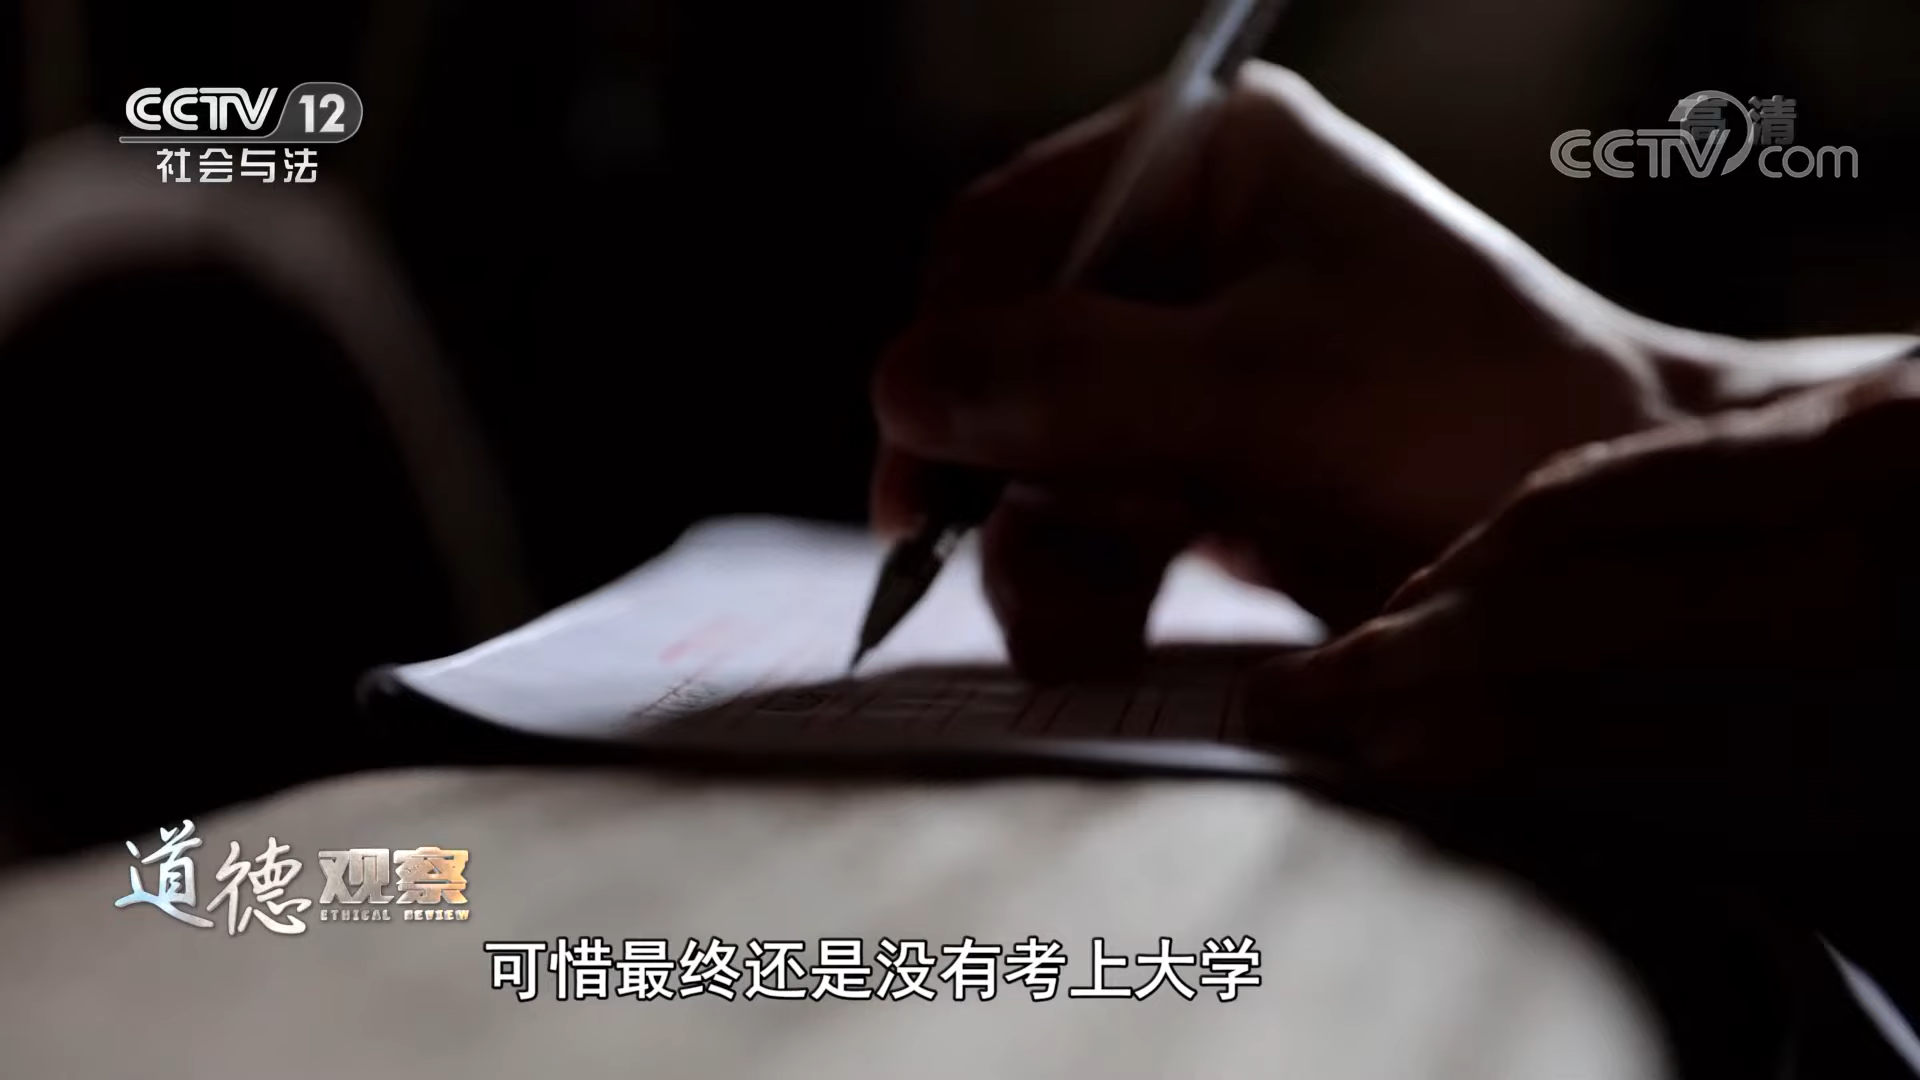 CCTV 12
社会与法
高清
CCTV.com
道德观察
ETHICAL REVIEW
可惜最终还是没有考上大学